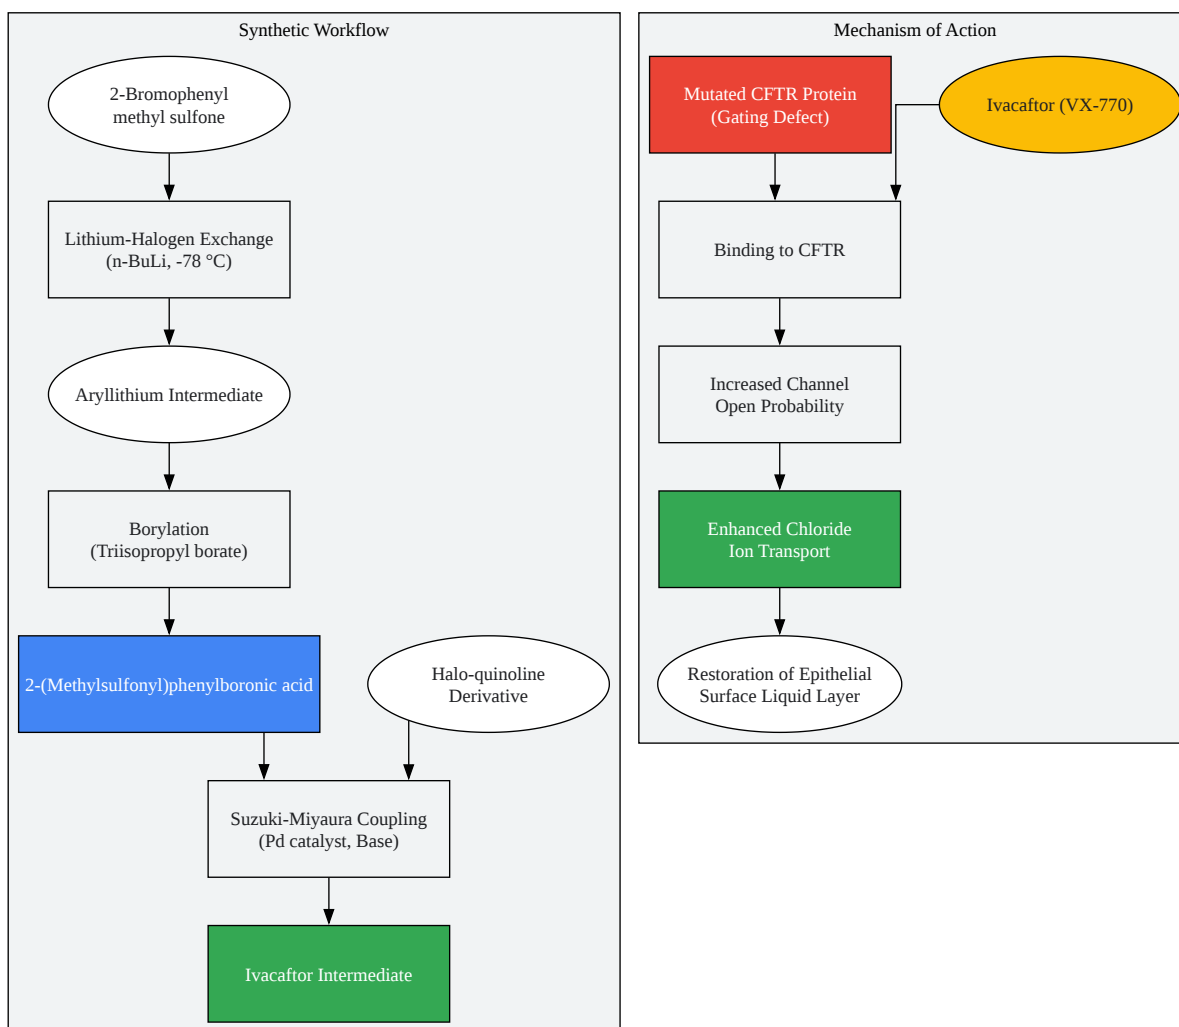 Synthetic Workflow
2-Bromophenyl
methyl sulfone
Lithium-Halogen Exchange
(n-BuLi, -78 °C)
Aryllithium Intermediate
Borylation
(Triisopropyl borate)
2-(Methylsulfonyl)phenylboronic acid
Halo-quinoline
Derivative
Suzuki-Miyaura Coupling
(Pd catalyst, Base)
Ivacaftor Intermediate
Mechanism of Action
Mutated CFTR Protein
(Gating Defect)
Ivacaftor (VX-770)
Binding to CFTR
Increased Channel
Open Probability
Enhanced Chloride
Ion Transport
Restoration of Epithelial
Surface Liquid Layer